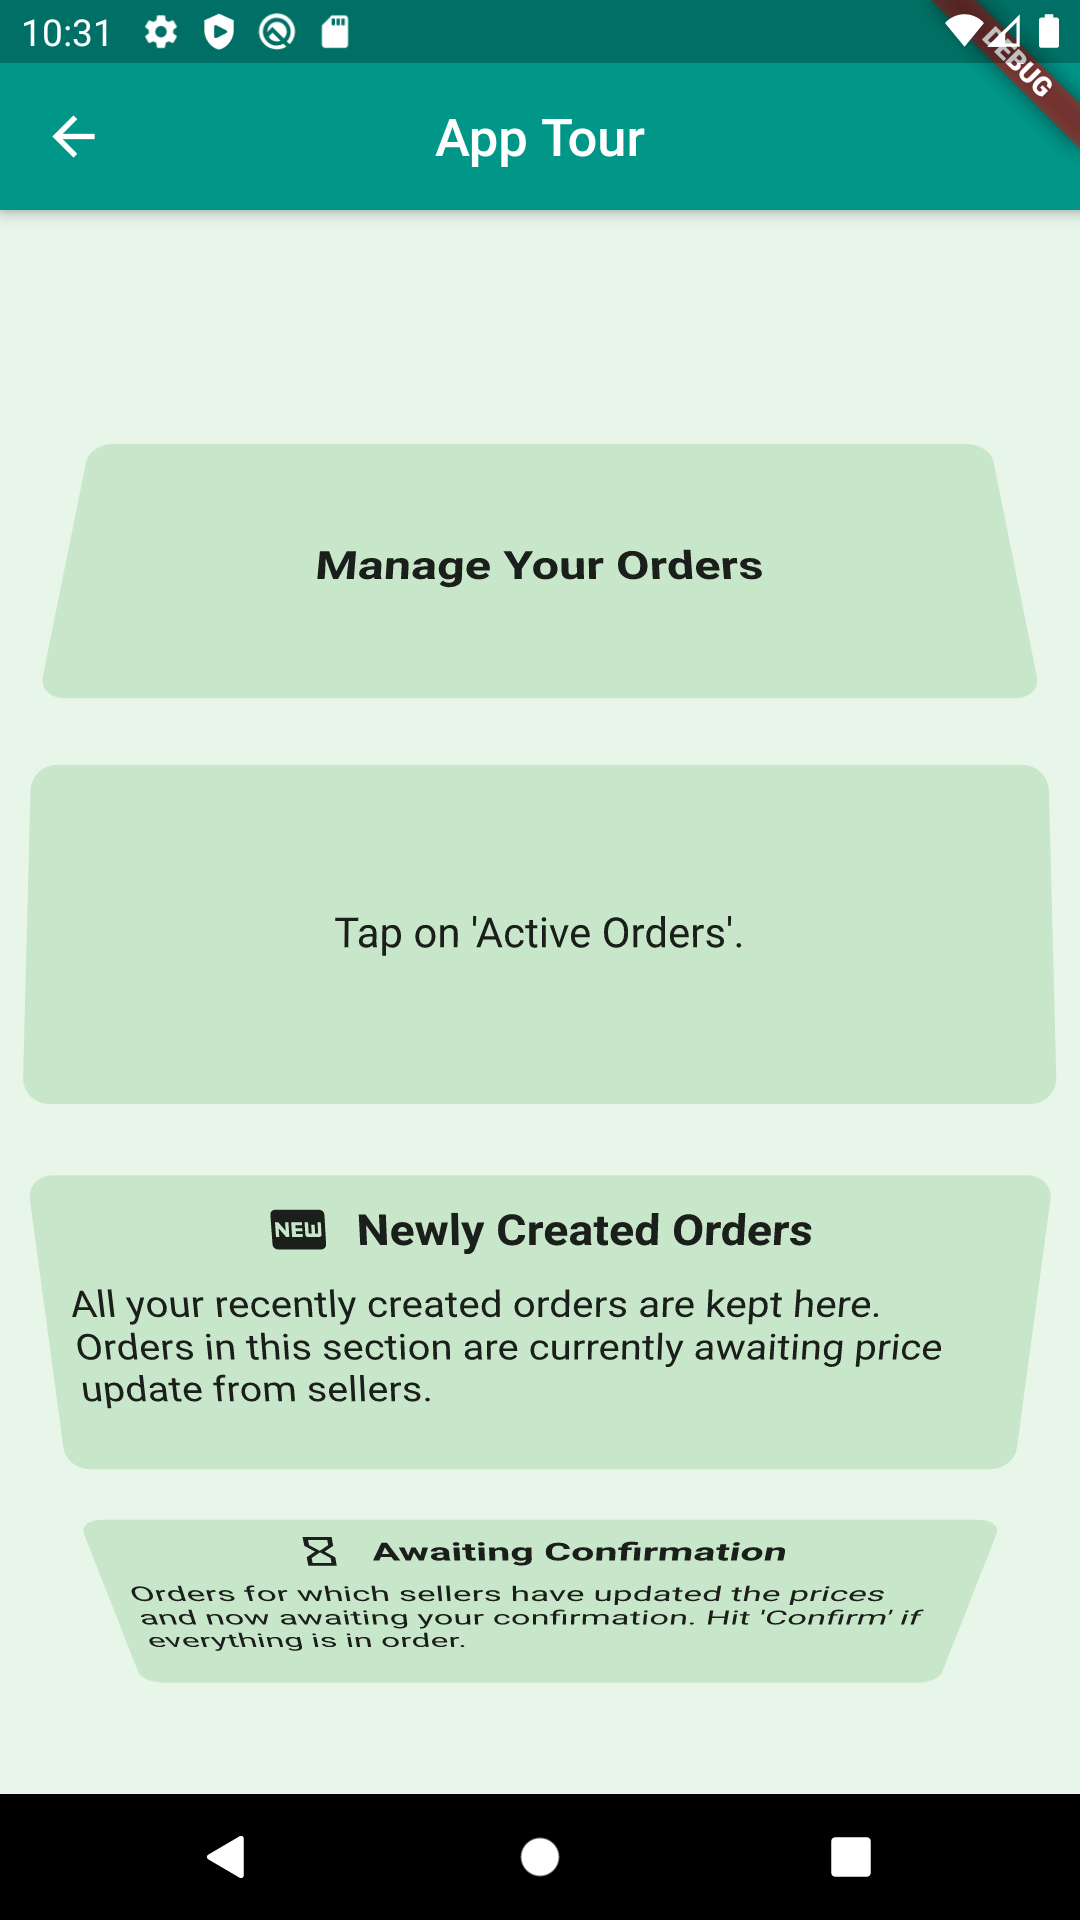 10:31
DEBUG
App Tour
Manage Your Orders
Tap on 'Active Orders'.
NEW Newly Created Orders
All your recently created orders are kept here.
Orders in this section are currently awaiting price
update from sellers.
Awaiting Confirmation
Orders for which sellers have updated the prices
and now awaiting your confirmation. Hit 'Confirm' if
everything is in order.